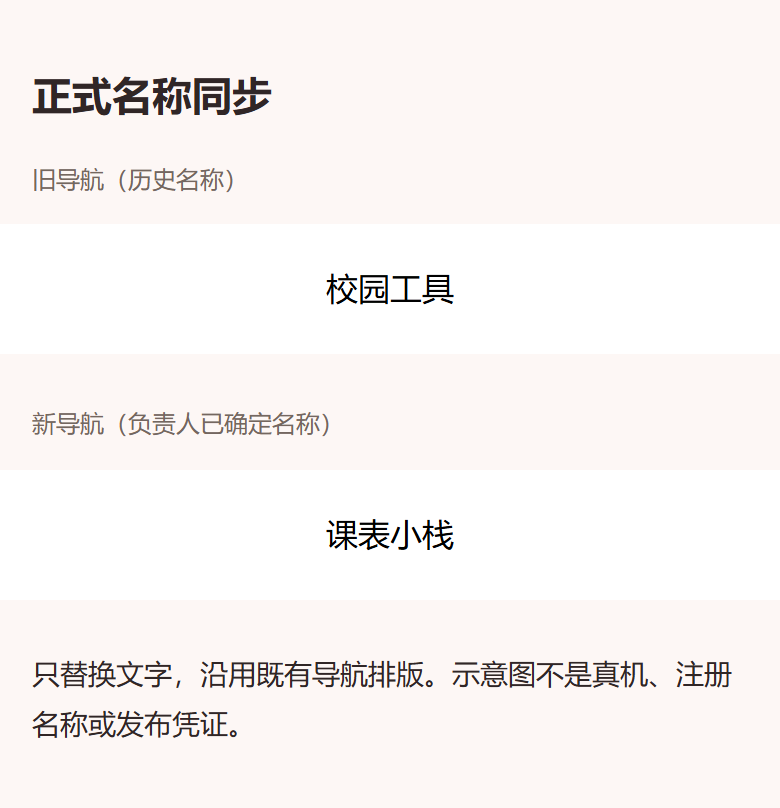 正式名称同步
旧导航（历史名称）
校园工具
新导航（负责人已确定名称）
课表小栈
只替换文字，沿用既有导航排版。示意图不是真机、注册
名称或发布凭证。